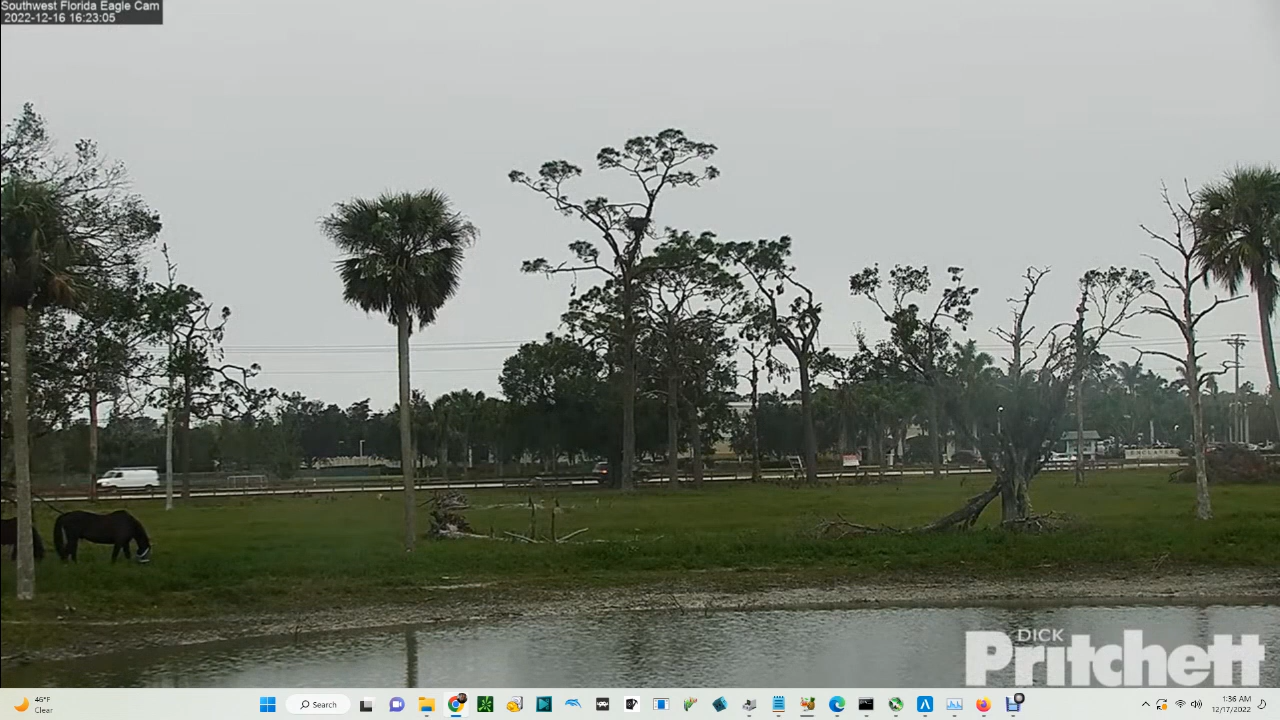 Southwest Florida Eagle Cam
2022-12-16 16:23:05
DICK
Pritchett
46°F
Clear
Search
1:36 AM
12/17/2022